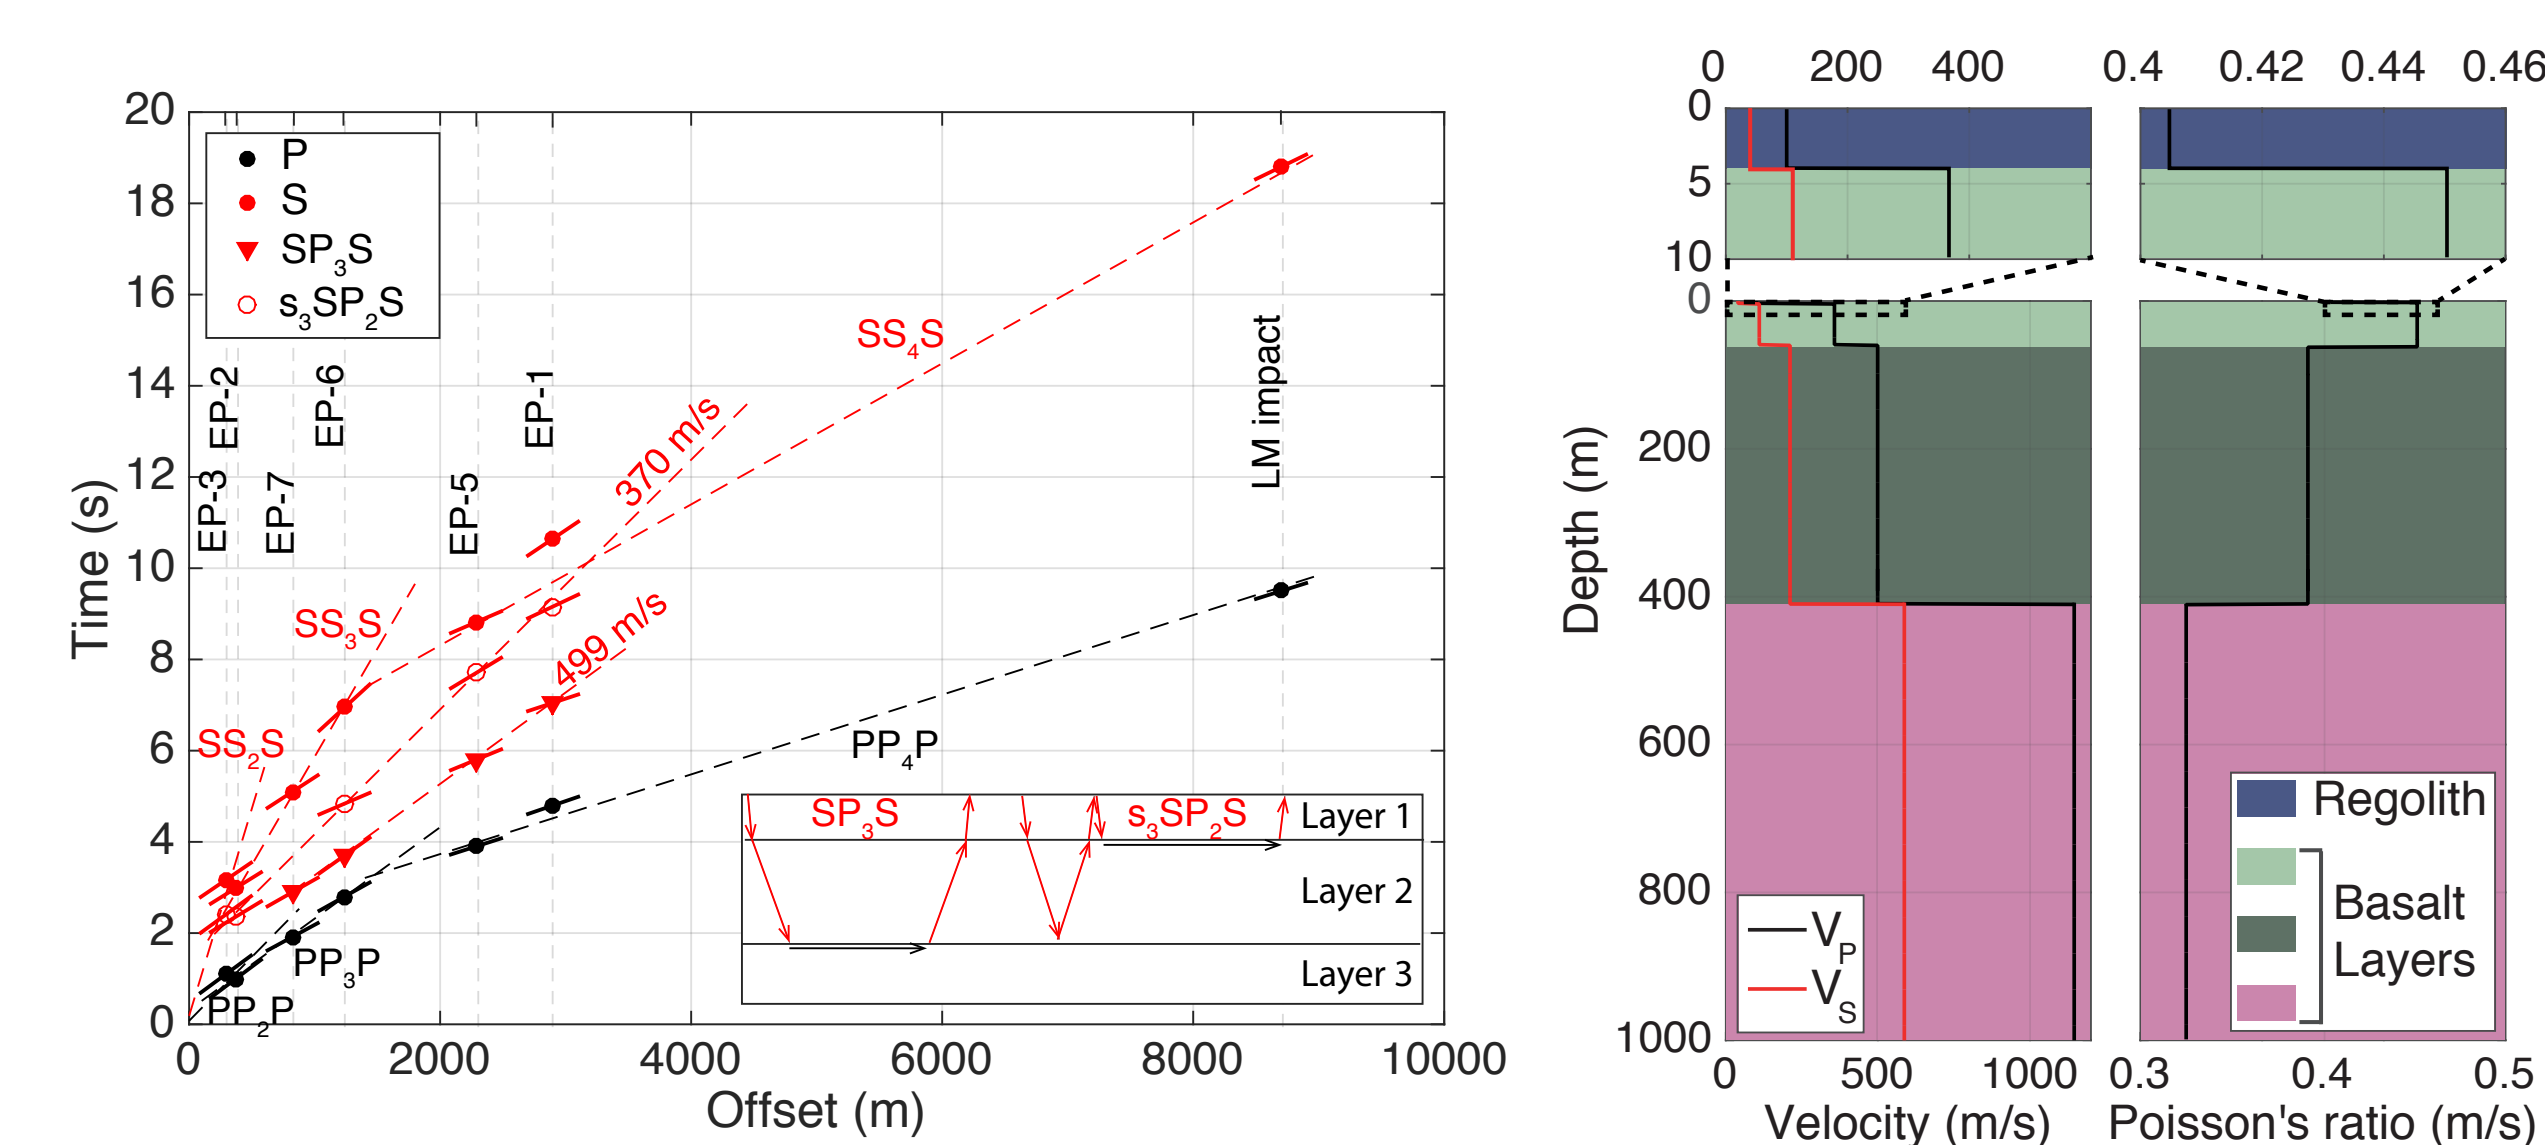 20
18
16
14
12
10
8
6
4
2
0
Time (s)
0 2000 4000 6000 8000 10000
Offset (m)
P
S
SP3S
s3SP2S
EP-3
EP-2
EP-7
EP-6
EP-5
EP-1
LM impact
SS2S
SS3S
SS4S
370 m/s
499 m/s
PP2P
PP3P
PP4P
SP3S
s3SP2S
Layer 1
Layer 2
Layer 3
0 200 400
0.4 0.42 0.44 0.46
0
5
10
0
200
400
600
800
1000
Depth (m)
VP
VS
0 500 1000
Velocity (m/s)
Regolith
Basalt
Layers
0.3 0.4 0.5
Poisson's ratio (m/s)